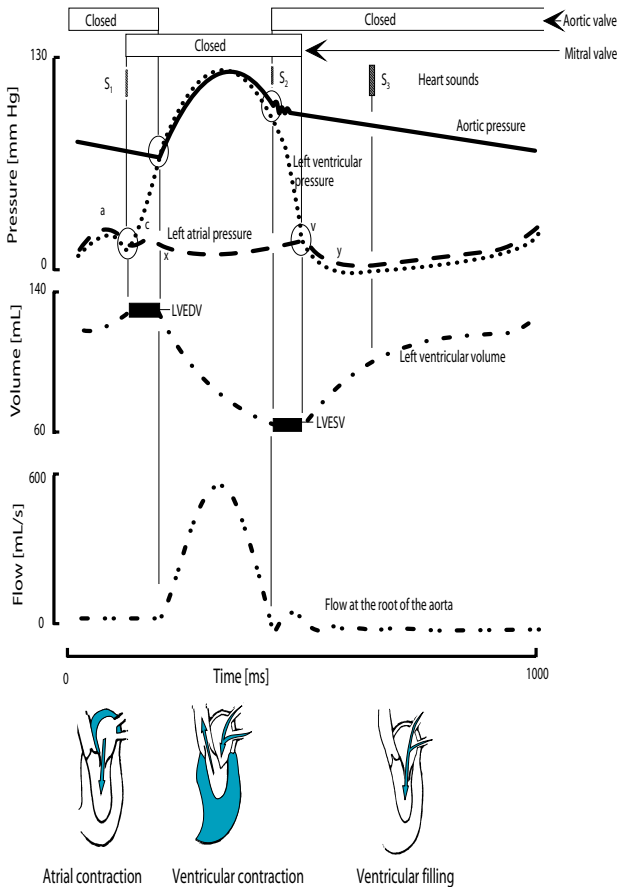 Closed
Closed
Aortic valve
Closed
Mitral valve
130
S1
S2
S3
Heart sounds
Pressure [mm Hg]
Aortic pressure
Left ventricular
pressure
a
c
Left atrial pressure
v
x
y
0
140
LVEDV
Volume [mL]
Left ventricular volume
60
LVESV
600
Flow [mL/s]
Flow at the root of the aorta
0
0
Time [ms]
1000
Atrial contraction
Ventricular contraction
Ventricular filling